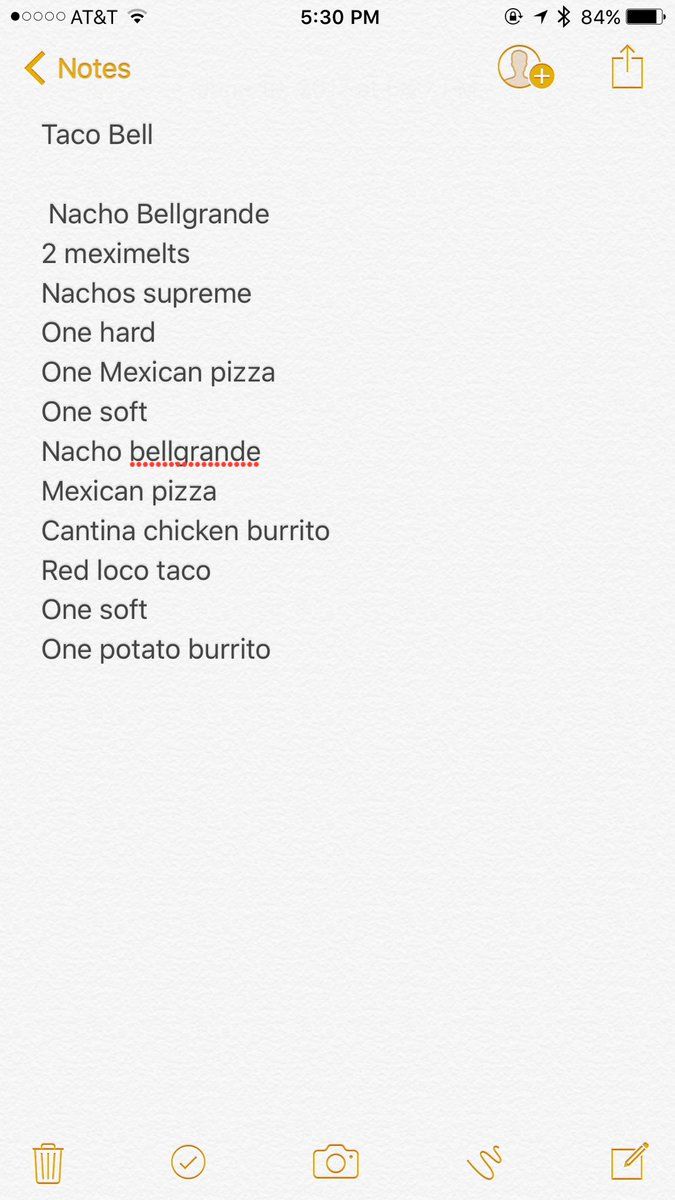 AT&T 5:30 PM 84%
Notes
Taco Bell
Nacho Bellgrande
2 meximelts
Nachos supreme
One hard
One Mexican pizza
One soft
Nacho bellgrande
Mexican pizza
Cantina chicken burrito
Red loco taco
One soft
One potato burrito